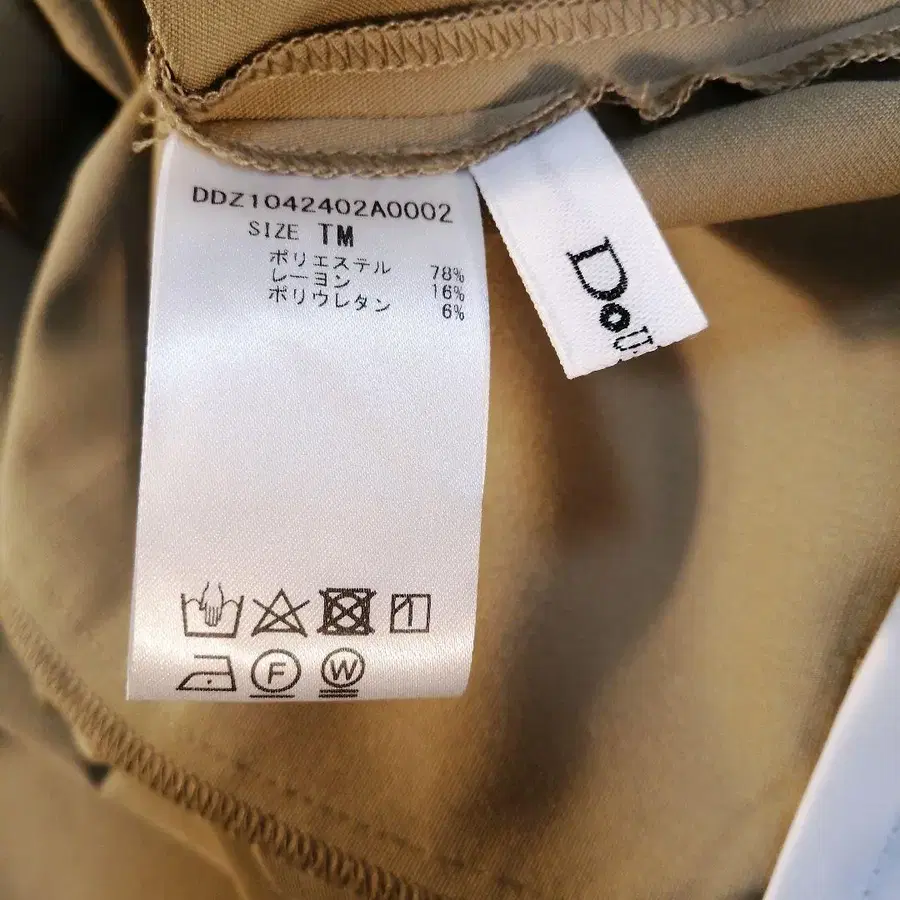 DDZ1042402A0002
SIZE TM
ポリエステル 78%
レーヨン 16%
ポリウレタン 6%
F
W